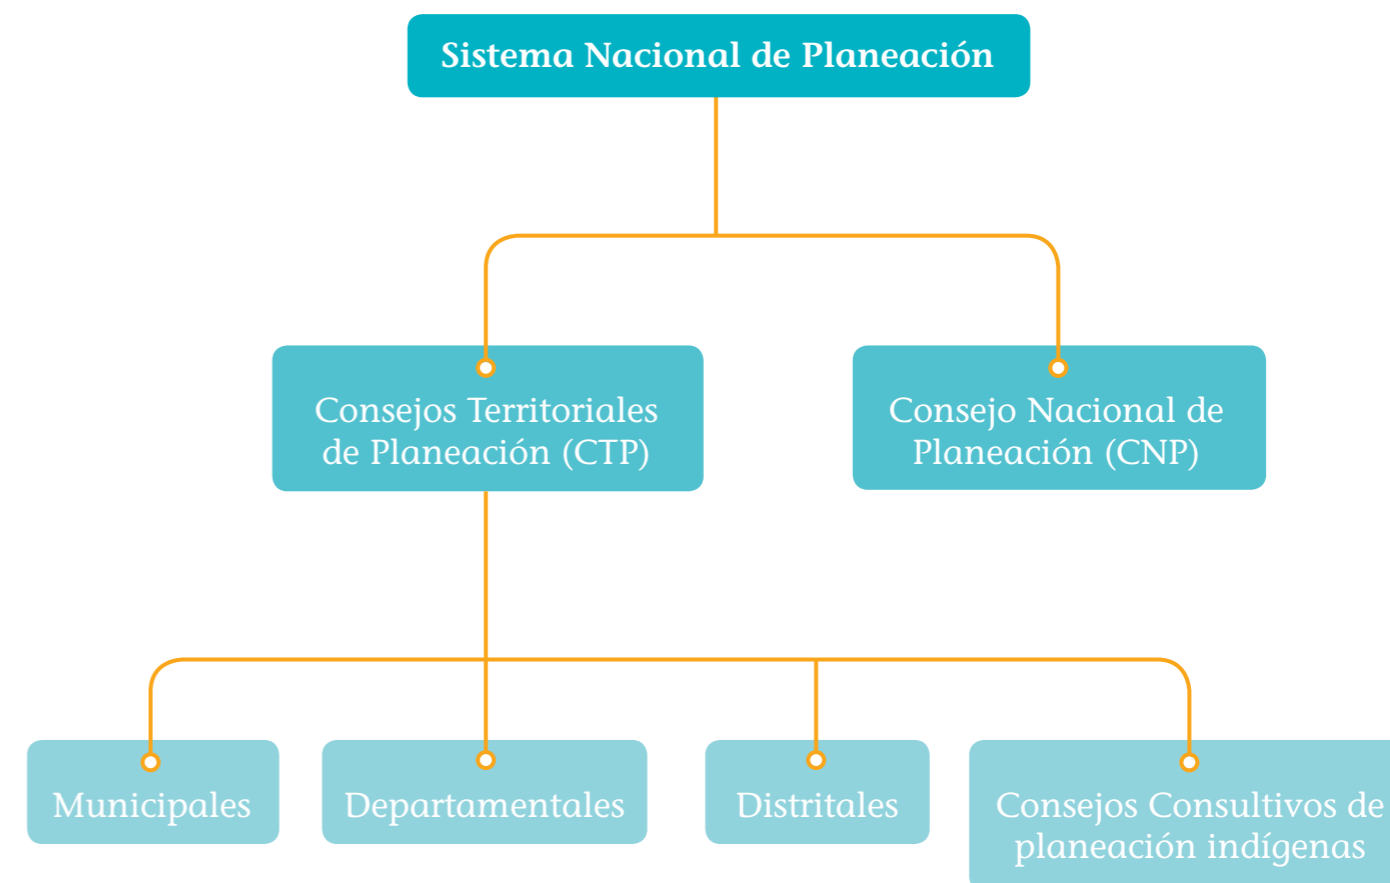 Sistema Nacional de Planeación
Consejos Territoriales
de Planeación (CTP)
Consejo Nacional de
Planeación (CNP)
Municipales
Departamentales
Distritales
Consejos Consultivos de
planeación indígenas